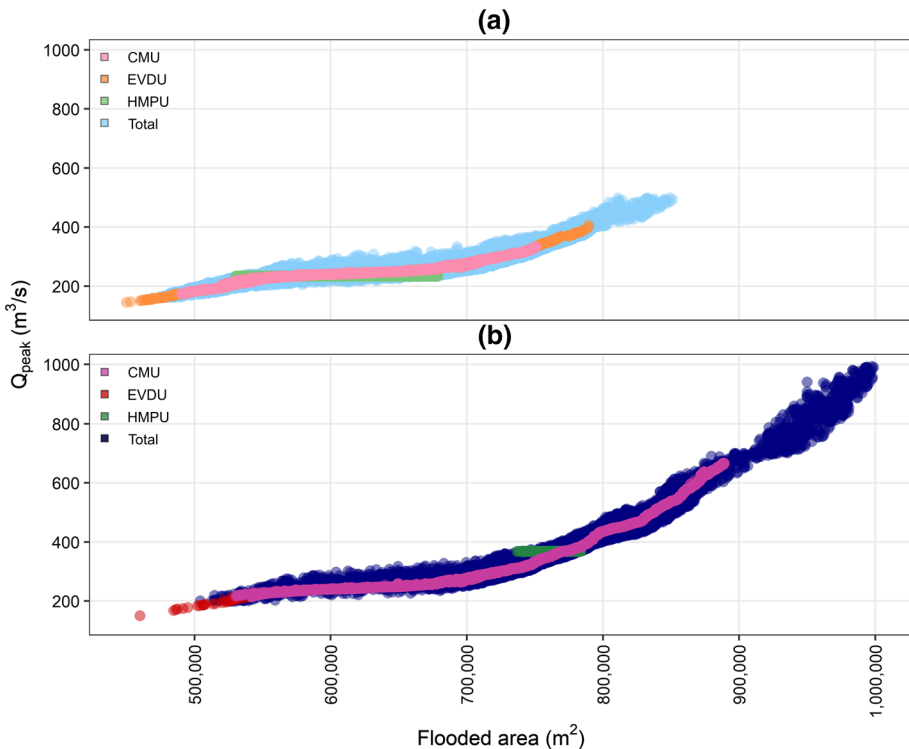 (a)
1000
800
600
400
200
CMU
EVDU
HMPU
Total
(b)
1000
800
600
400
200
CMU
EVDU
HMPU
Total
Qpeak (m³/s)
500,000
600,000
700,000
800,000
900,000
1,000,000
Flooded area (m²)